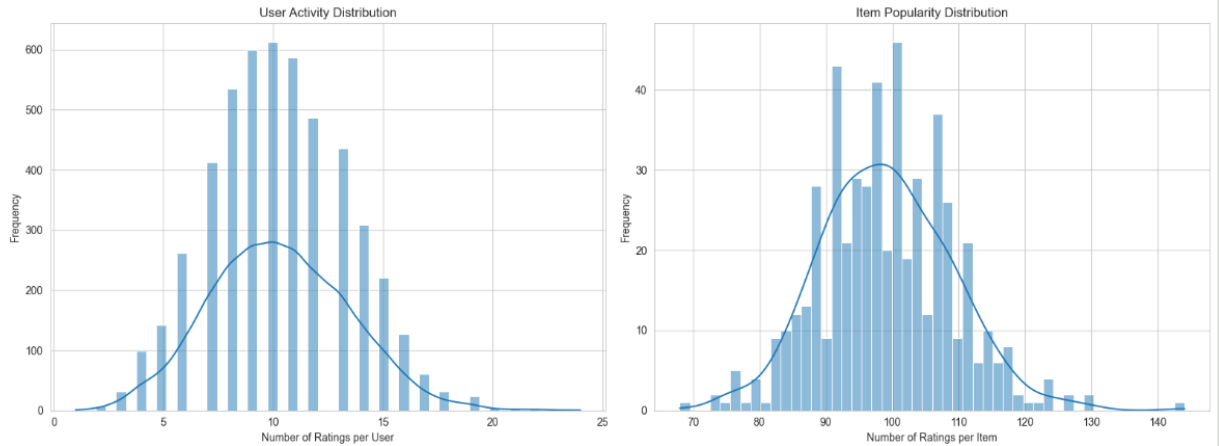 User Activity Distribution
600
500
400
300
200
100
0
Frequency
0 5 10 15 20 25
Number of Ratings per User
Item Popularity Distribution
40
30
20
10
0
Frequency
70 80 90 100 110 120 130 140
Number of Ratings per Item